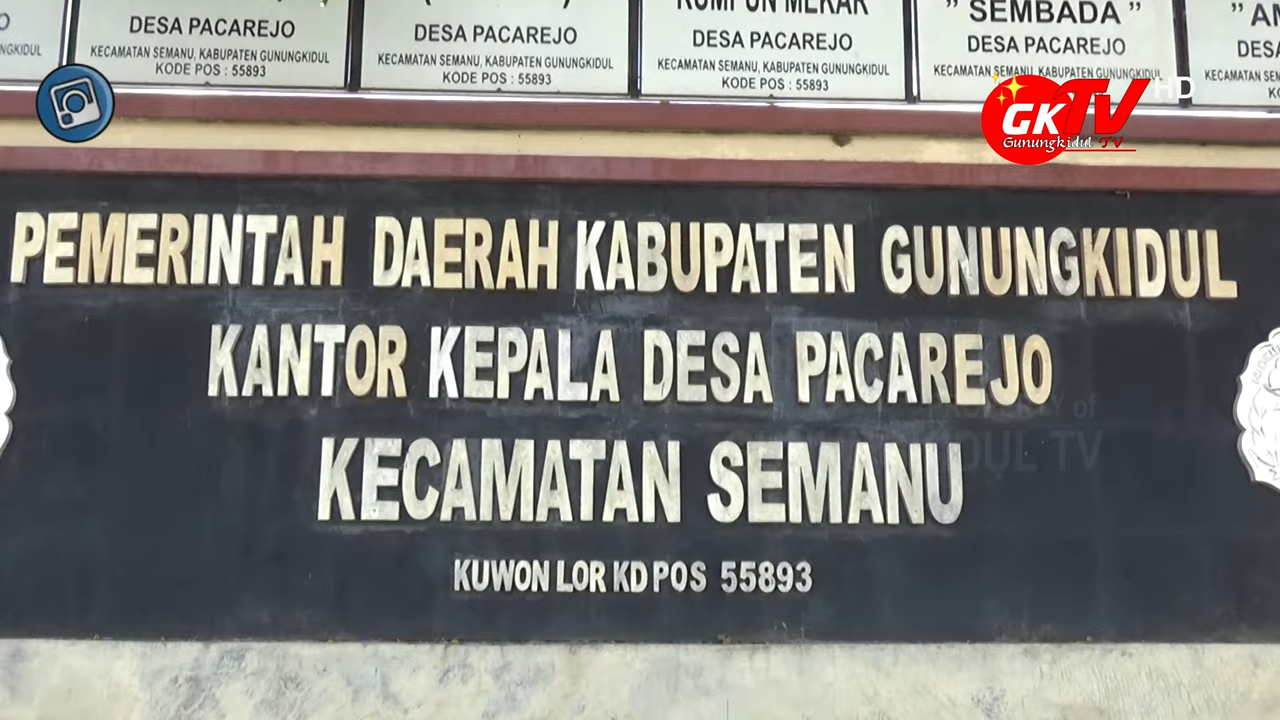 DESA PACAREJO
KECAMATAN SEMANU, KABUPATEN GUNUNGKIDUL
KODE POS : 55893
DESA PACAREJO
KECAMATAN SEMANU, KABUPATEN GUNUNGKIDUL
KODE POS : 55893
RUMPUN MEKAR
DESA PACAREJO
KECAMATAN SEMANU, KABUPATEN GUNUNGKIDUL
KODE POS : 55893
" SEMBADA "
DESA PACAREJO
KECAMATAN SEMANU, KABUPATEN GUNUNGKIDUL
GKTV HD
Gunungkidul TV
PEMERINTAH DAERAH KABUPATEN GUNUNGKIDUL
KANTOR KEPALA DESA PACAREJO
KECAMATAN SEMANU
KUWON LOR KD POS 55893